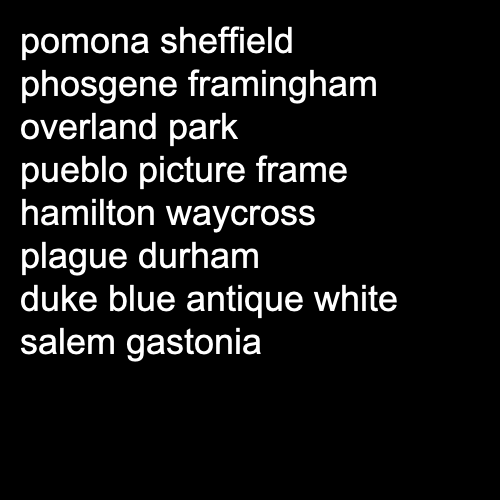 pomona sheffield
phosgene framingham
overland park
pueblo picture frame
hamilton waycross
plague durham
duke blue antique white
salem gastonia